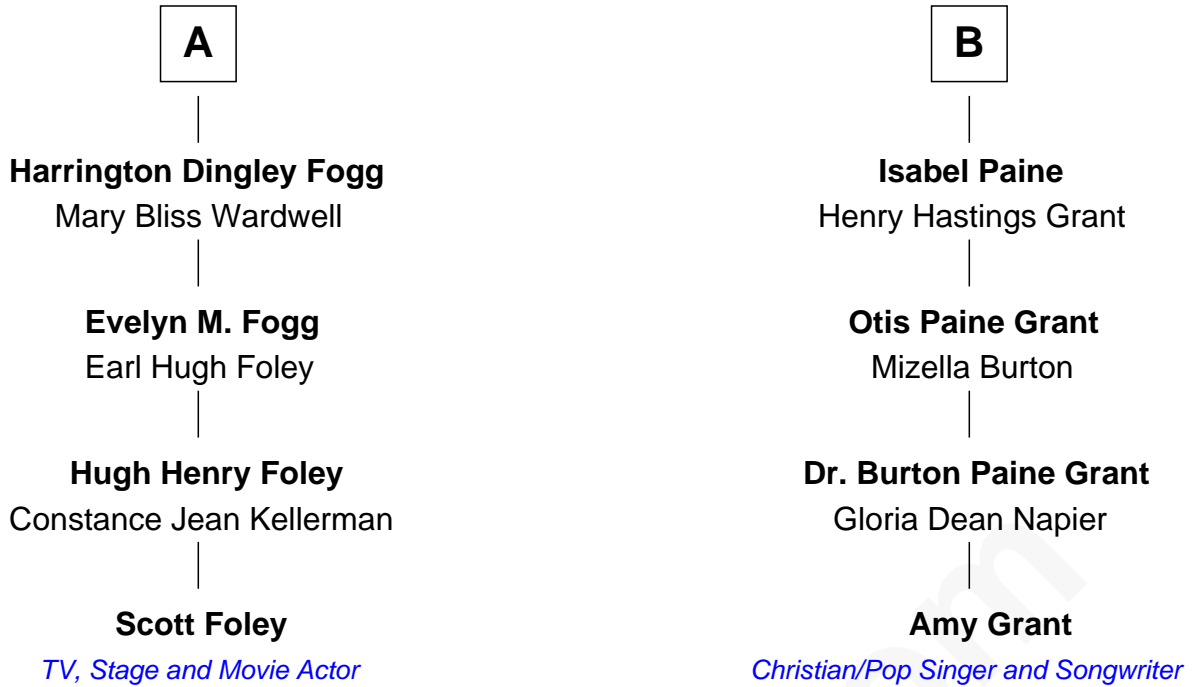 A
Harrington Dingley Fogg
Mary Bliss Wardwell
Evelyn M. Fogg
Earl Hugh Foley
Hugh Henry Foley
Constance Jean Kellerman
Scott Foley
TV, Stage and Movie Actor
B
Isabel Paine
Henry Hastings Grant
Otis Paine Grant
Mizella Burton
Dr. Burton Paine Grant
Gloria Dean Napier
Amy Grant
Christian/Pop Singer and Songwriter